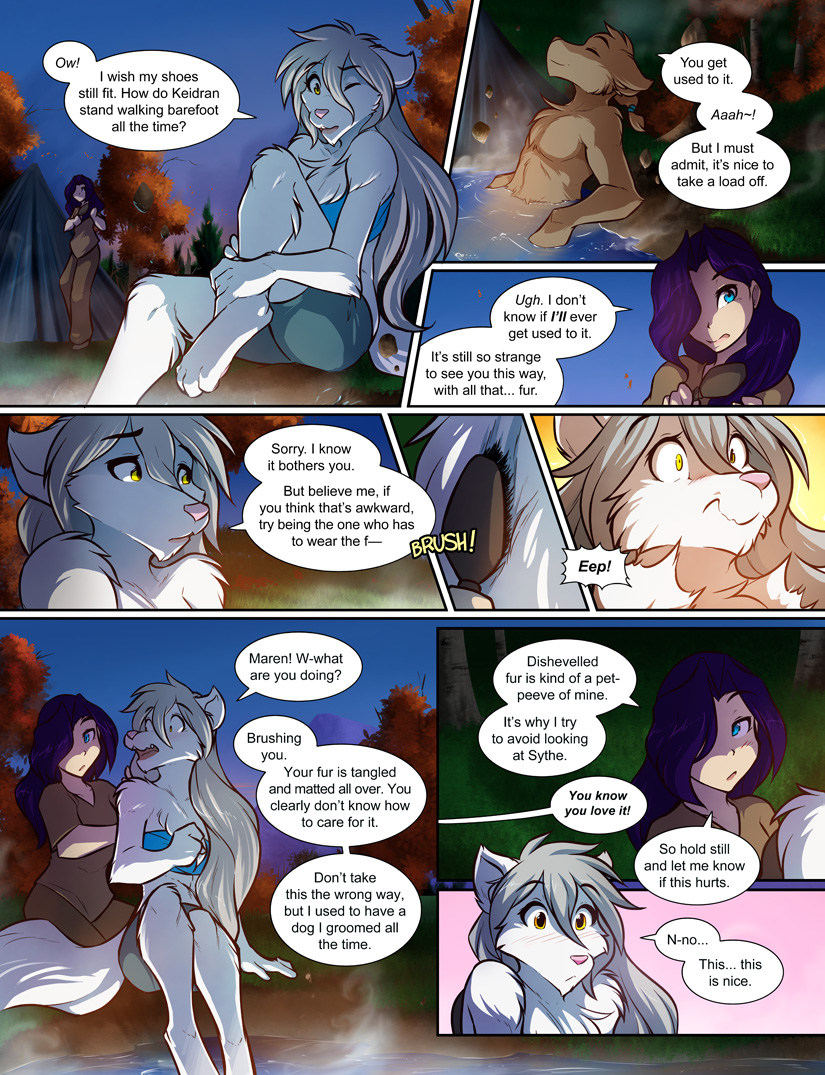 Ow!
I wish my shoes
still fit. How do Keidran
stand walking barefoot
all the time?
You get
used to it.
Aaah~!
But I must
admit, it's nice to
take a load off.
Ugh. I don't
know if I'll ever
get used to it.
It's still so strange
to see you this way,
with all that... fur.
Sorry. I know
it bothers you.
But believe me, if
you think that's awkward,
try being the one who has
to wear the f—
BRUSH!
Eep!
Maren! W-what
are you doing?
Brushing
you.
Your fur is tangled
and matted all over. You
clearly don't know how
to care for it.
Don't take
this the wrong way,
but I used to have a
dog I groomed all
the time.
Dishevelled
fur is kind of a pet-
peeve of mine.
It's why I try
to avoid looking
at Sythe.
You know
you love it!
So hold still
and let me know
if this hurts.
N-no...
This... this
is nice.